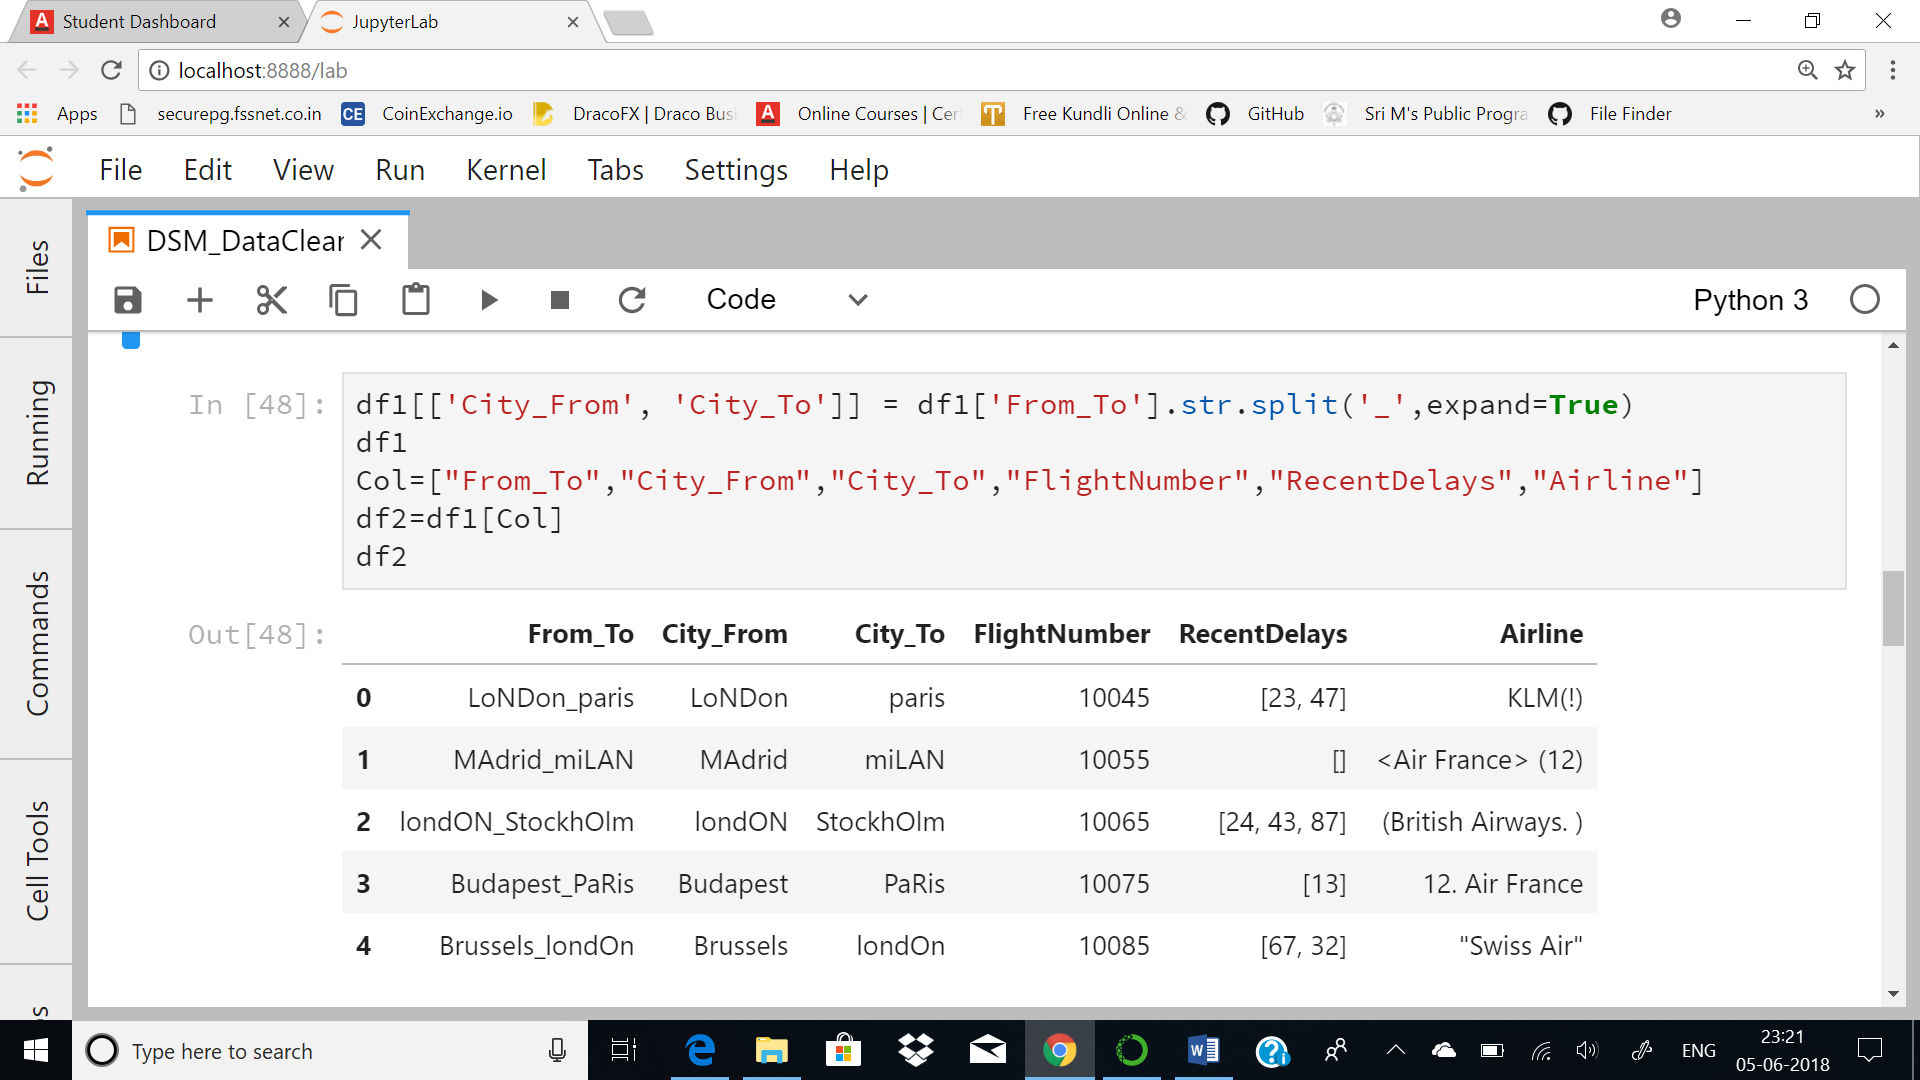 Student Dashboard
JupyterLab
localhost:8888/lab
Apps securepg.fssnet.co.in CoinExchange.io DracoFX | Draco Busi Online Courses | Cer Free Kundli Online & GitHub Sri M's Public Progra File Finder »
File Edit View Run Kernel Tabs Settings Help
DSM_DataClear
Code
Python 3
Files
Running
Commands
Cell Tools
In [48]:
df1[['City_From', 'City_To']] = df1['From_To'].str.split('_',expand=True)
df1
Col=["From_To","City_From","City_To","FlightNumber","RecentDelays","Airline"]
df2=df1[Col]
df2
Out[48]:
From_To City_From City_To FlightNumber RecentDelays Airline
0 LoNDon_paris LoNDon paris 10045 [23, 47] KLM(!)
1 MAdrid_miLAN MAdrid miLAN 10055 [] <Air France> (12)
2 londON_StockhOlm londON StockhOlm 10065 [24, 43, 87] (British Airways. )
3 Budapest_PaRis Budapest PaRis 10075 [13] 12. Air France
4 Brussels_londOn Brussels londOn 10085 [67, 32] "Swiss Air"
Type here to search
ENG
23:21
05-06-2018